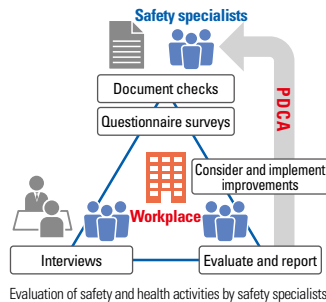 Safety specialists
Document checks
Questionnaire surveys
PDCA
Consider and implement
improvements
Workplace
Interviews
Evaluate and report
Evaluation of safety and health activities by safety specialists